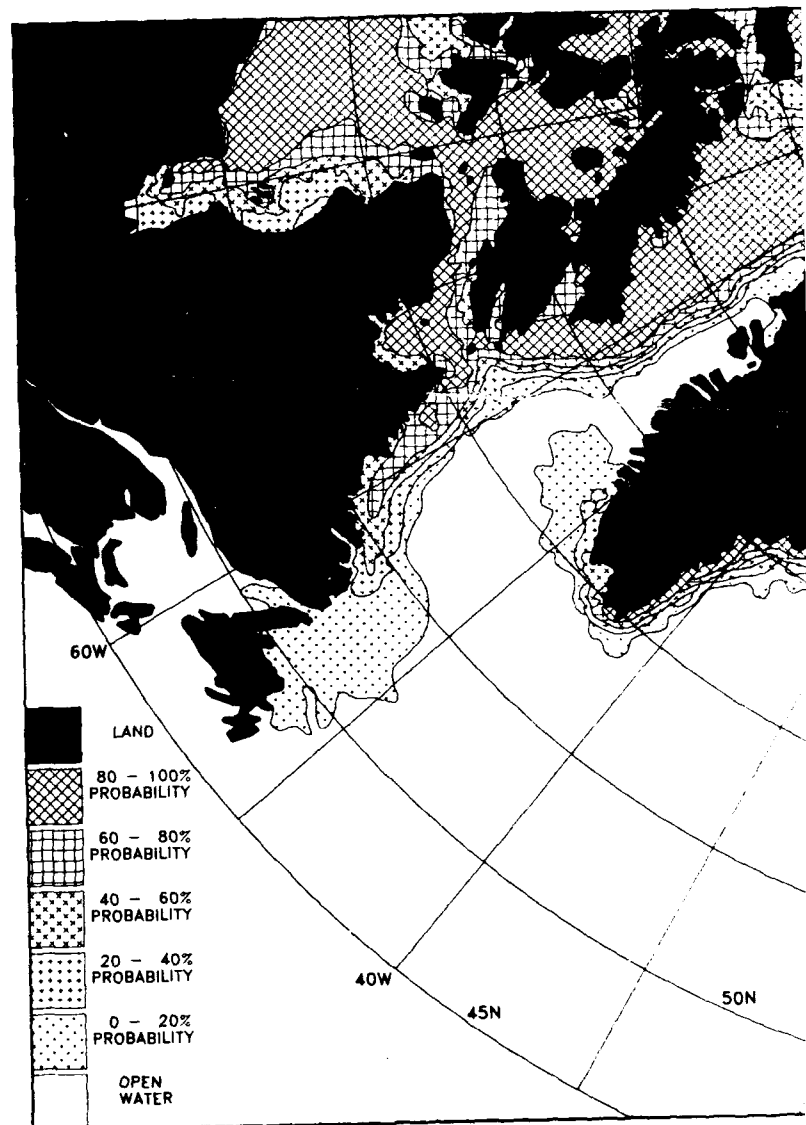 60W
LAND
80 - 100%
PROBABILITY
60 - 80%
PROBABILITY
40 - 60%
PROBABILITY
20 - 40%
PROBABILITY
0 - 20%
PROBABILITY
OPEN
WATER
40W
45N
50N